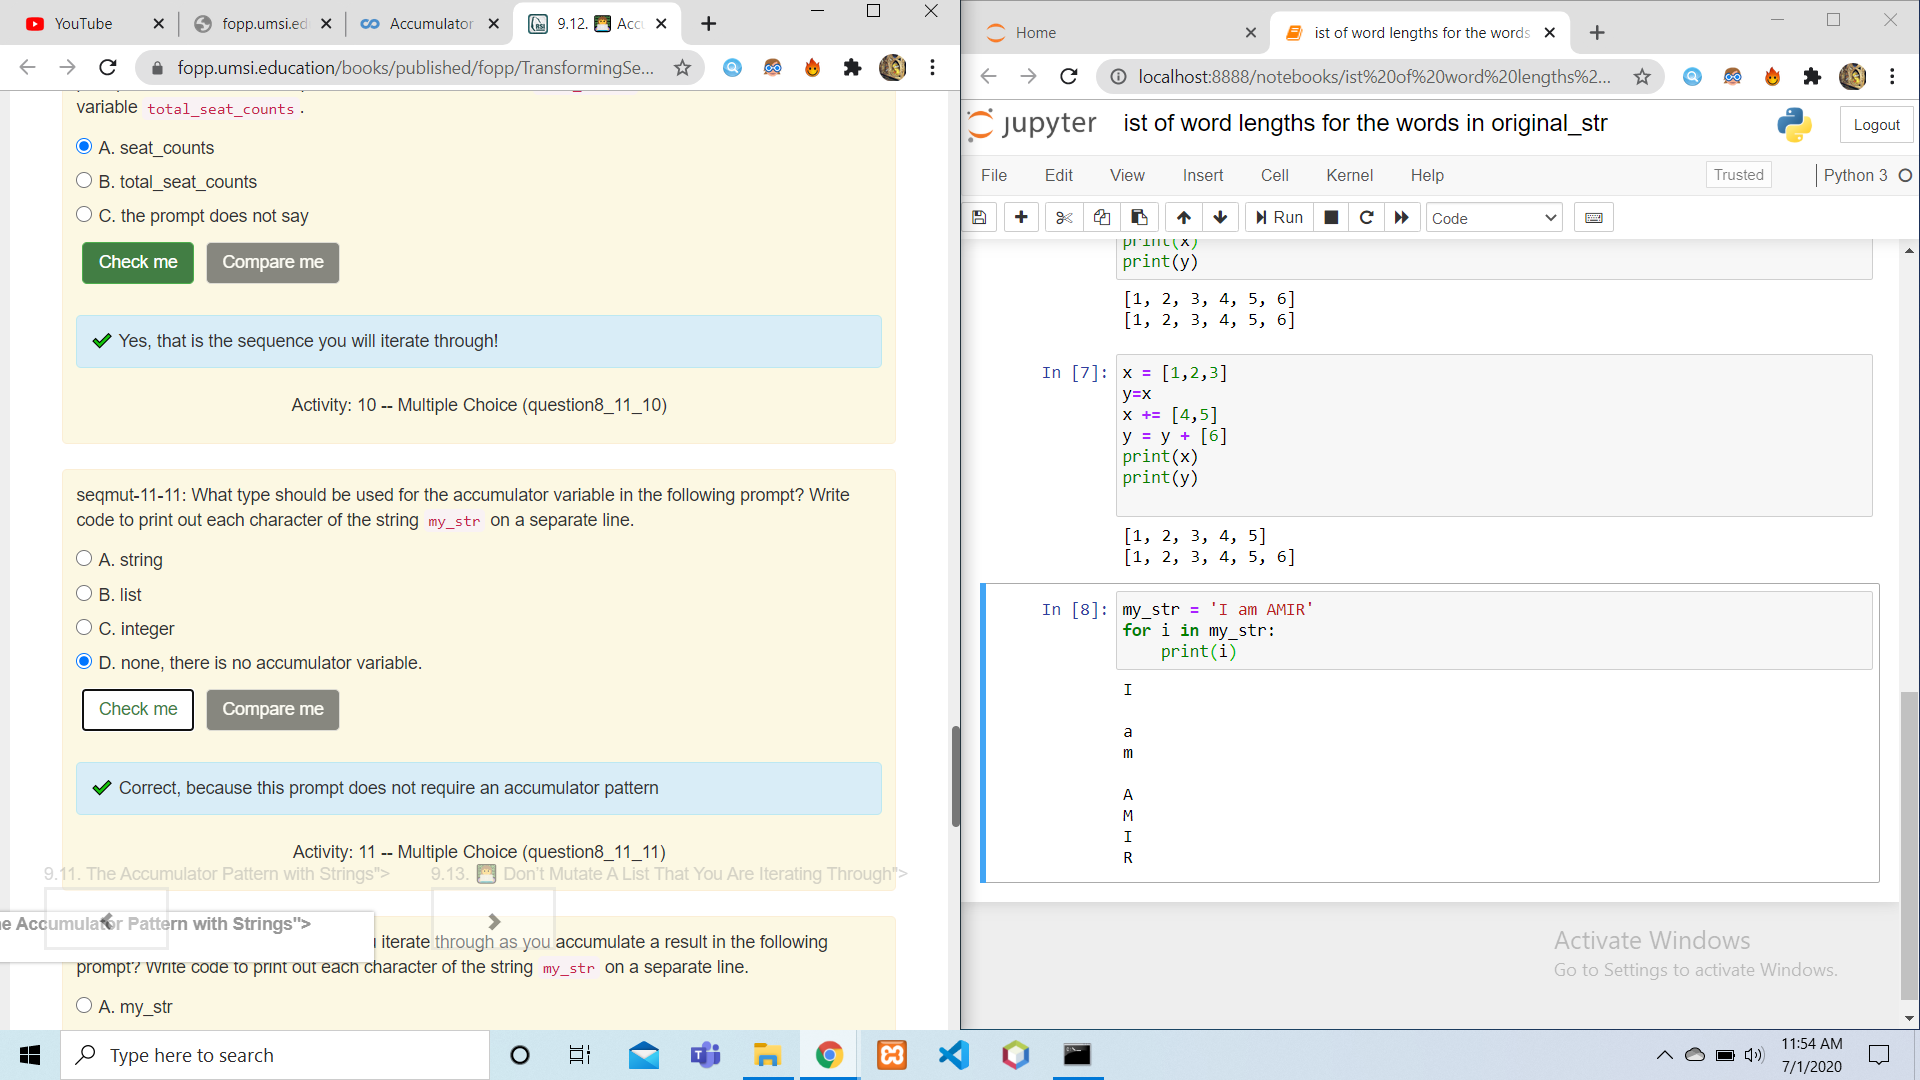 YouTube
fopp.umsi.ed
Accumulator
9.12.
Acc
fopp.umsi.education/books/published/fopp/TransformingSe...
variable total_seat_counts .
A. seat_counts
B. total_seat_counts
C. the prompt does not say
Check me
Compare me
Yes, that is the sequence you will iterate through!
Activity: 10 -- Multiple Choice (question8_11_10)
seqmut-11-11: What type should be used for the accumulator variable in the following prompt? Write
code to print out each character of the string my_str on a separate line.
A. string
B. list
C. integer
D. none, there is no accumulator variable.
Check me
Compare me
Correct, because this prompt does not require an accumulator pattern
Activity: 11 -- Multiple Choice (question8_11_11)
9.11. The Accumulator Pattern with Strings">
9.13. Don't Mutate A List That You Are Iterating Through">
e Accumulator Pattern with Strings">
iterate through as you accumulate a result in the following
prompt? Write code to print out each character of the string my_str on a separate line.
A. my_str
Home
ist of word lengths for the words
localhost:8888/notebooks/ist%20of%20word%20lengths%2...
jupyter
ist of word lengths for the words in original_str
Logout
File
Edit
View
Insert
Cell
Kernel
Help
Trusted
Python 3
Run
Code
print(x)
print(y)
[1, 2, 3, 4, 5, 6]
[1, 2, 3, 4, 5, 6]
In [7]:
x = [1,2,3]
y=x
x += [4,5]
y = y + [6]
print(x)
print(y)
[1, 2, 3, 4, 5]
[1, 2, 3, 4, 5, 6]
In [8]:
my_str = 'I am AMIR'
for i in my_str:
print(i)
I
a
m
A
M
I
R
Activate Windows
Go to Settings to activate Windows.
Type here to search
11:54 AM
7/1/2020